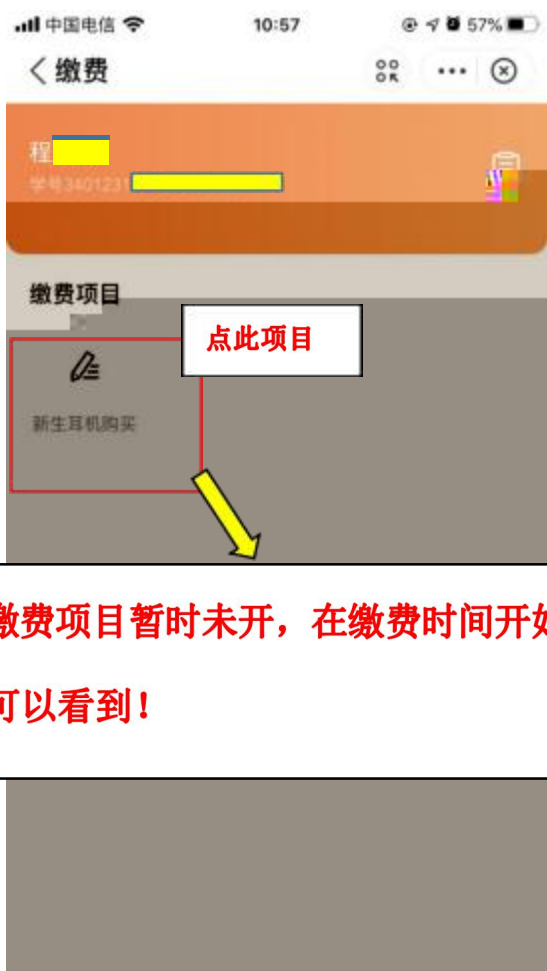 中国电信 10:57 57%
缴费
程
学号3401231
缴费项目
点此项目
新生耳机购买
缴费项目暂时未开，在缴费时间开始
可以看到！